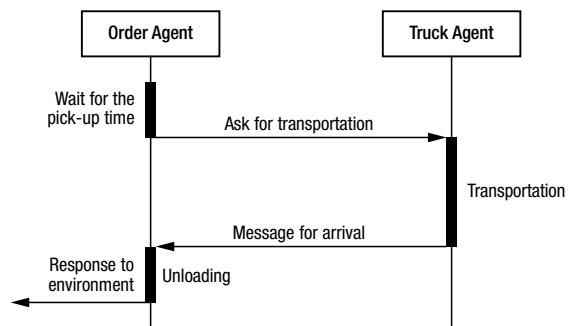 Order Agent
Truck Agent
Wait for the
pick-up time
Ask for transportation
Transportation
Message for arrival
Response to
environment
Unloading